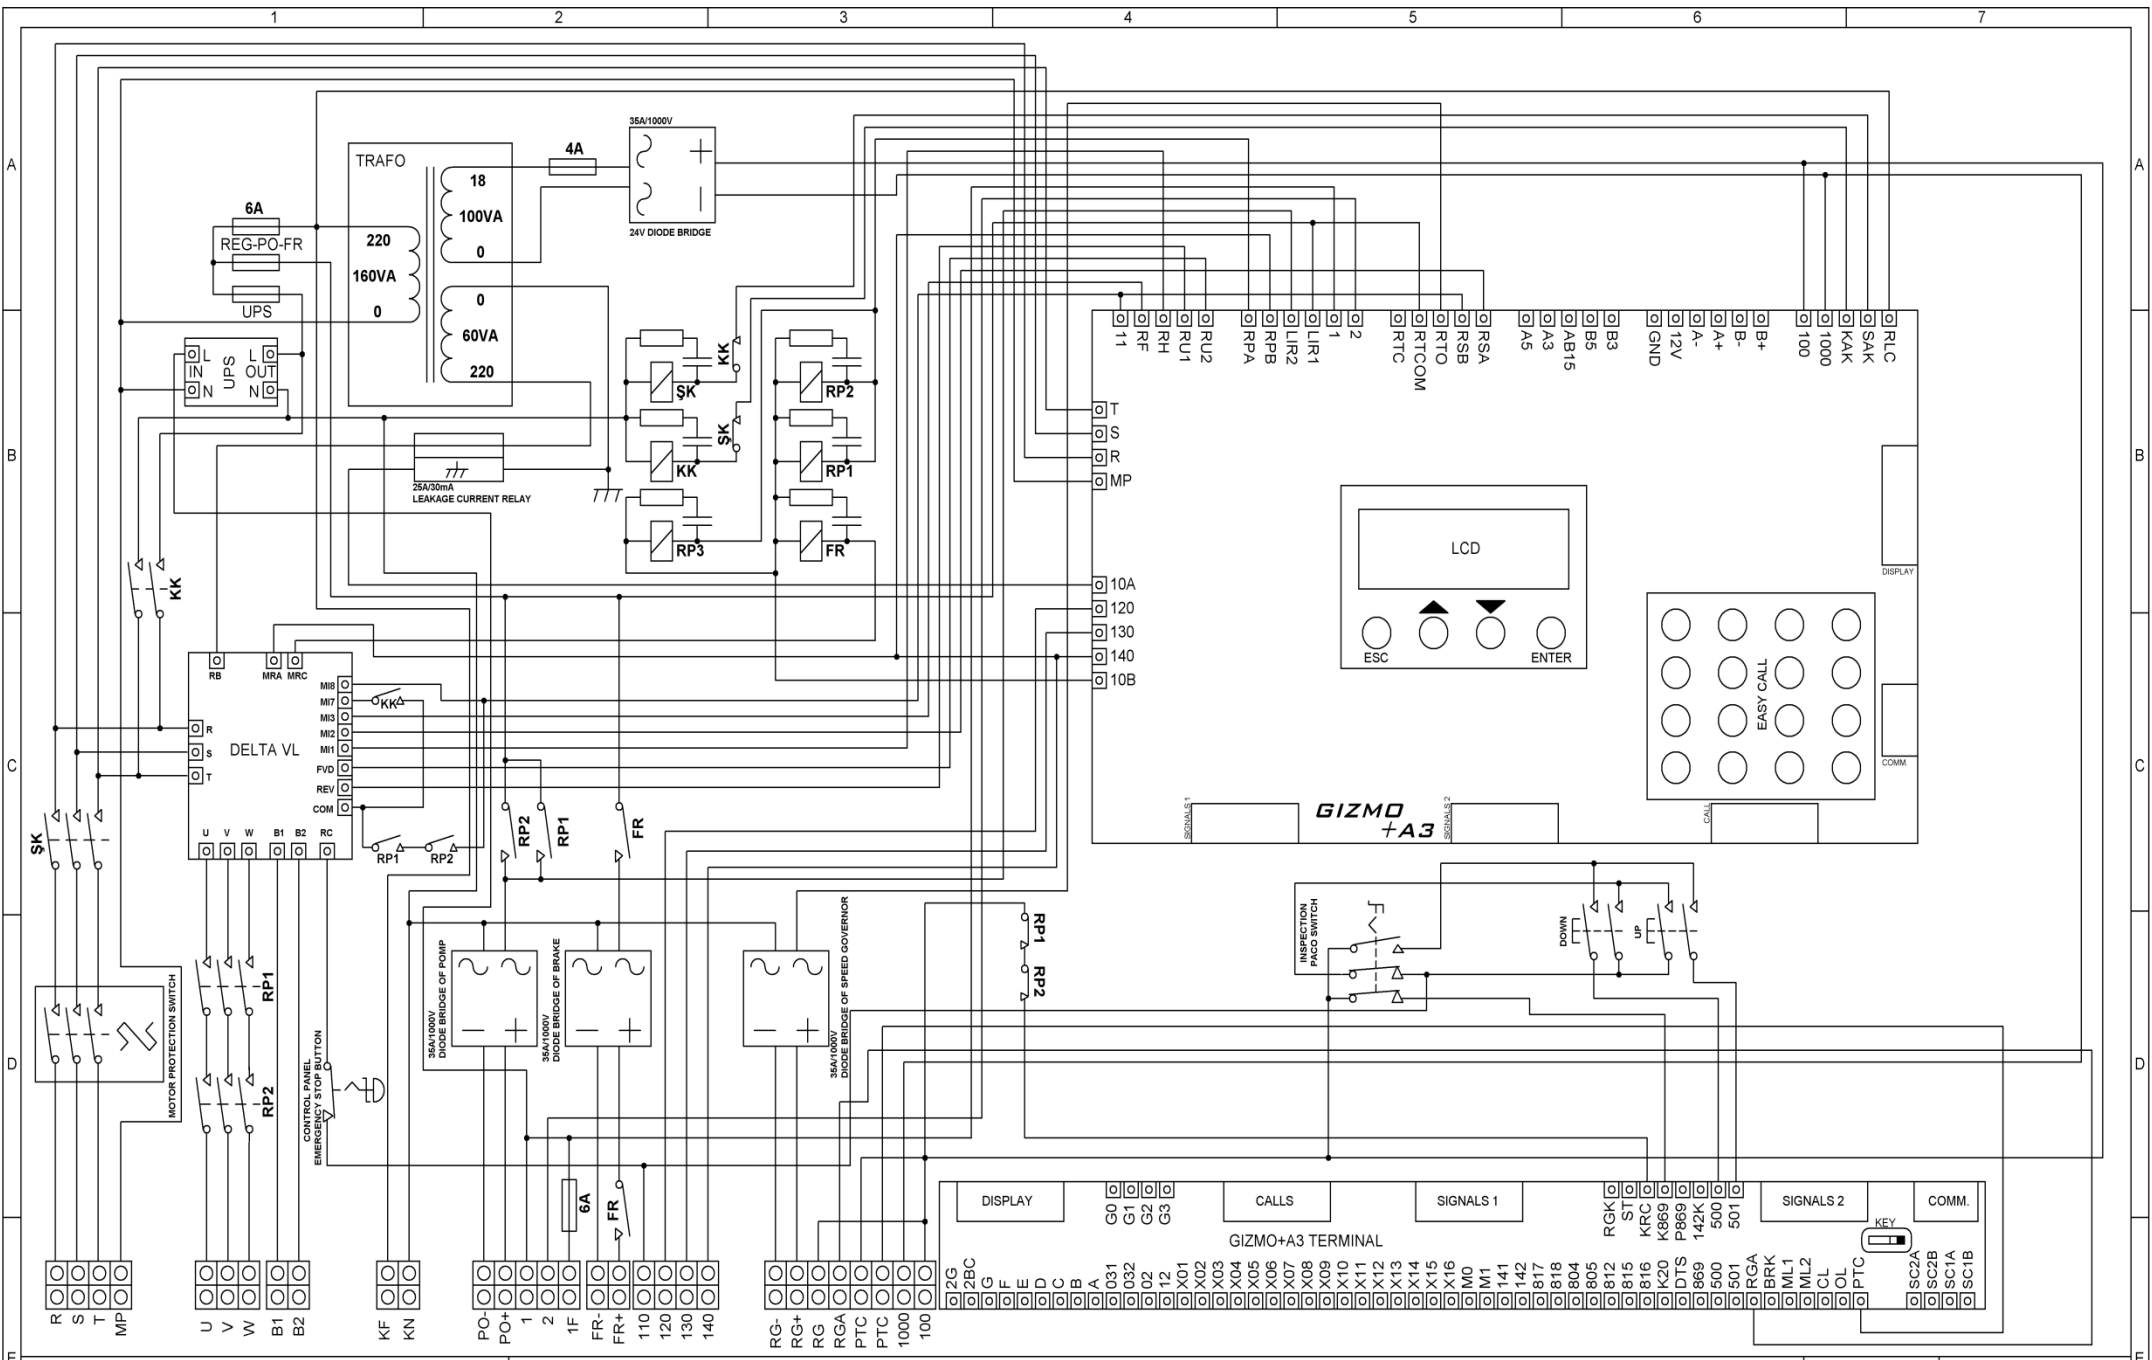 1 2 3 4 5 6 7
A
A
B
B
C
C
D
D
E
E
TRAFO
18
100VA
0
220
160VA
0
0
60VA
220
4A
35A/1000V
24V DIODE BRIDGE
6A
REG-PO-FR
UPS
L
IN
N
UPS
L
OUT
N
25A/30mA
LEAKAGE CURRENT RELAY
ŞK
KK
RP3
KK
ŞK
RP2
RP1
FR
KK
RB
MRA
MRC
MI8
MI7
MI3
MI2
MI1
FVD
REV
COM
R
S
T
DELTA VL
U
V
W
B1
B2
RC
KK
RP1
RP2
RP2
RP1
FR
ŞK
11
RF
RH
RU1
RU2
RPA
RPB
LIR2
LIR1
1
2
RTC
RTCOM
RTO
RSB
RSA
A5
A3
AB15
B5
B3
GND
12V
A-
A+
B-
B+
100
1000
KAK
SAK
RLC
T
S
R
MP
10A
120
130
140
10B
LCD
ESC
ENTER
DISPLAY
EASY CALL
COMM.
SIGNALS 1
GIZMO
+A3
SIGNALS 2
CALL
MOTOR PROTECTION SWITCH
RP1
RP2
CONTROL PANEL
EMERGENCY STOP BUTTON
35A/1000V
DIODE BRIDGE OF POMP
35A/1000V
DIODE BRIDGE OF BRAKE
35A/1000V
DIODE BRIDGE OF SPEED GOVERNOR
RP1
RP2
INSPECTION
PACO SWITCH
DOWN
UP
6A
FR
DISPLAY
G0
G1
G2
G3
CALLS
SIGNALS 1
RGK
ST
KRC
K869
P869
142K
500
501
SIGNALS 2
COMM.
KEY
GIZMO+A3 TERMINAL
2G
2BC
G
F
E
D
C
B
A
031
032
02
12
X01
X02
X03
X04
X05
X06
X07
X08
X09
X10
X11
X12
X13
X14
X15
X16
M0
M1
141
142
817
818
804
805
812
815
816
K20
DTS
869
500
501
RGA
BRK
ML1
ML2
CL
OL
PTC
SC2A
SC2B
SC1A
SC1B
R
S
T
MP
U
V
W
B1
B2
KF
KN
PO-
PO+
1
2
1F
FR-
FR+
110
120
130
140
RG-
RG+
RG
RGA
PTC
PTC
1000
100